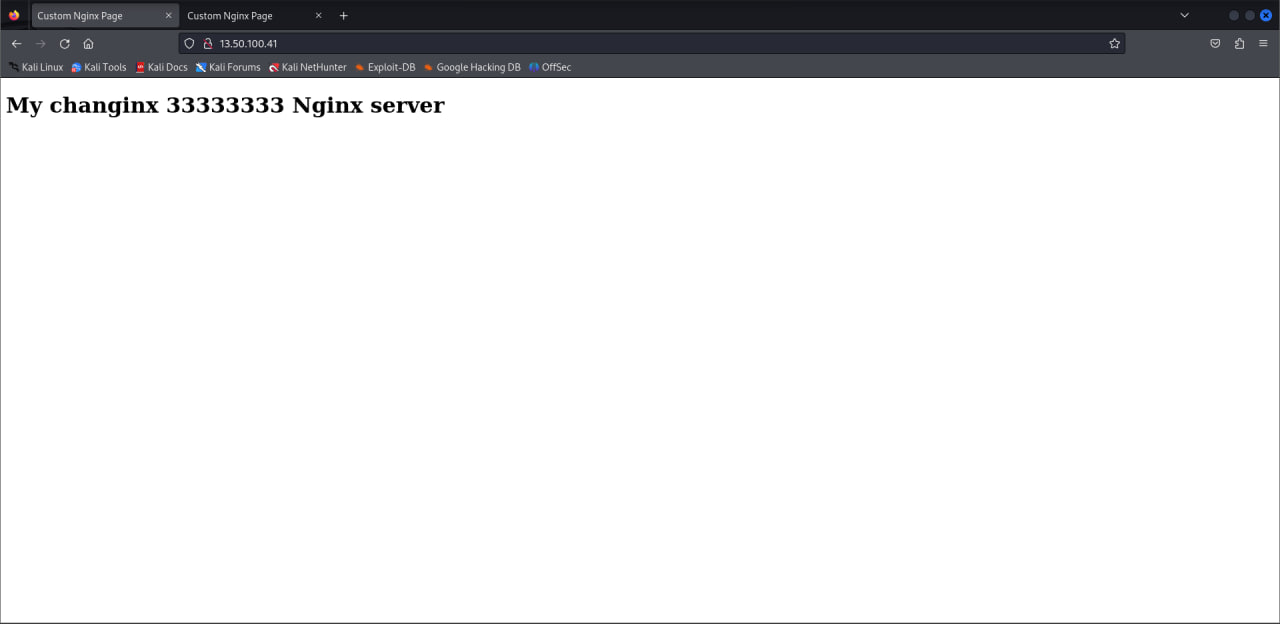 Custom Nginx Page
Custom Nginx Page
13.50.100.41
Kali Linux Kali Tools Kali Docs Kali Forums Kali NetHunter Exploit-DB Google Hacking DB OffSec
My changinx 33333333 Nginx server